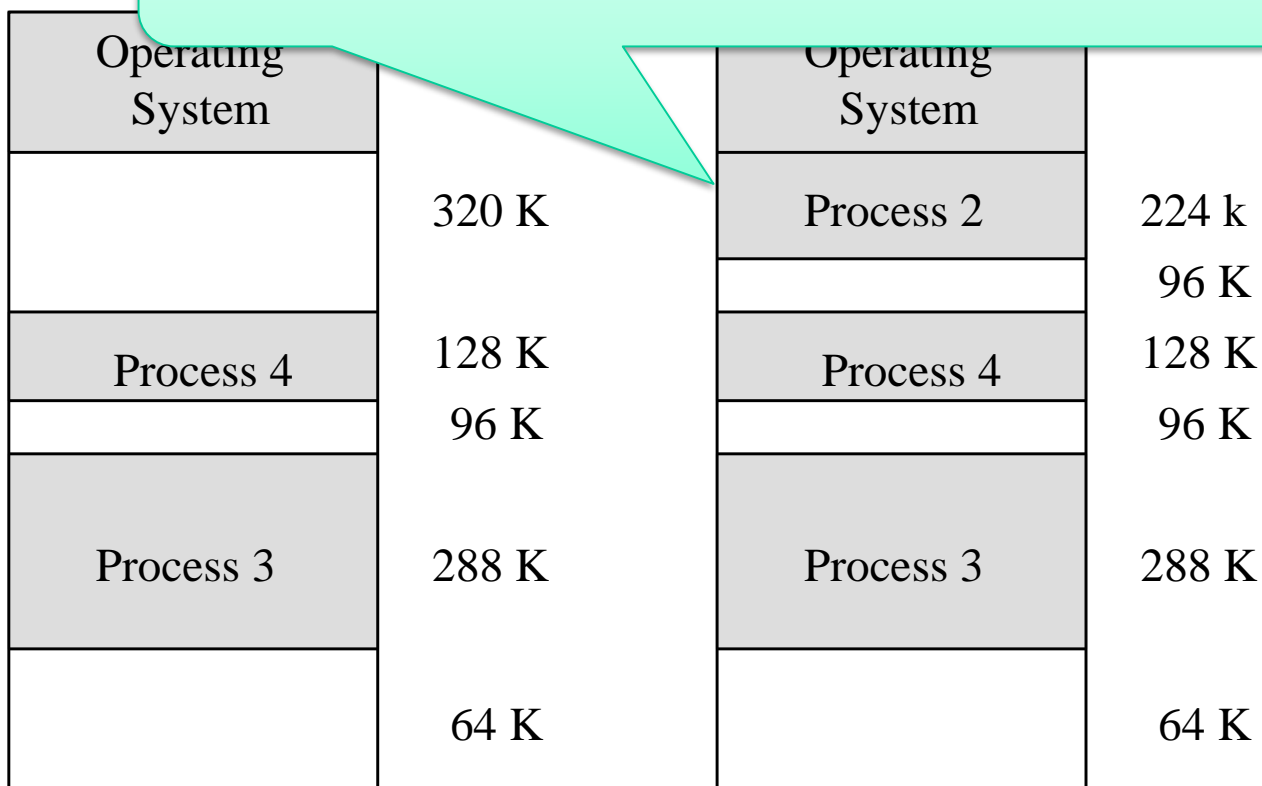 Operating
System
320 K
Process 4
128 K
96 K
Process 3
288 K
64 K
Operating
System
Process 2
224 k
96 K
Process 4
128 K
96 K
Process 3
288 K
64 K